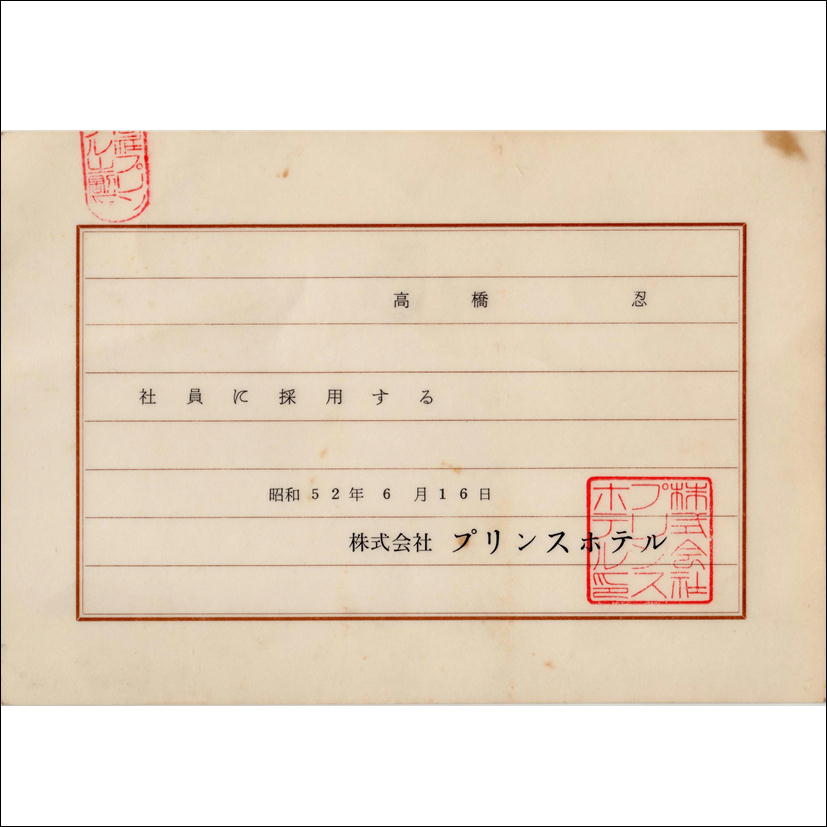 高橋 忍
社員に採用する
昭和52年6月16日
株式会社 プリンスホテル
株式会社
プリンス
ホテル印